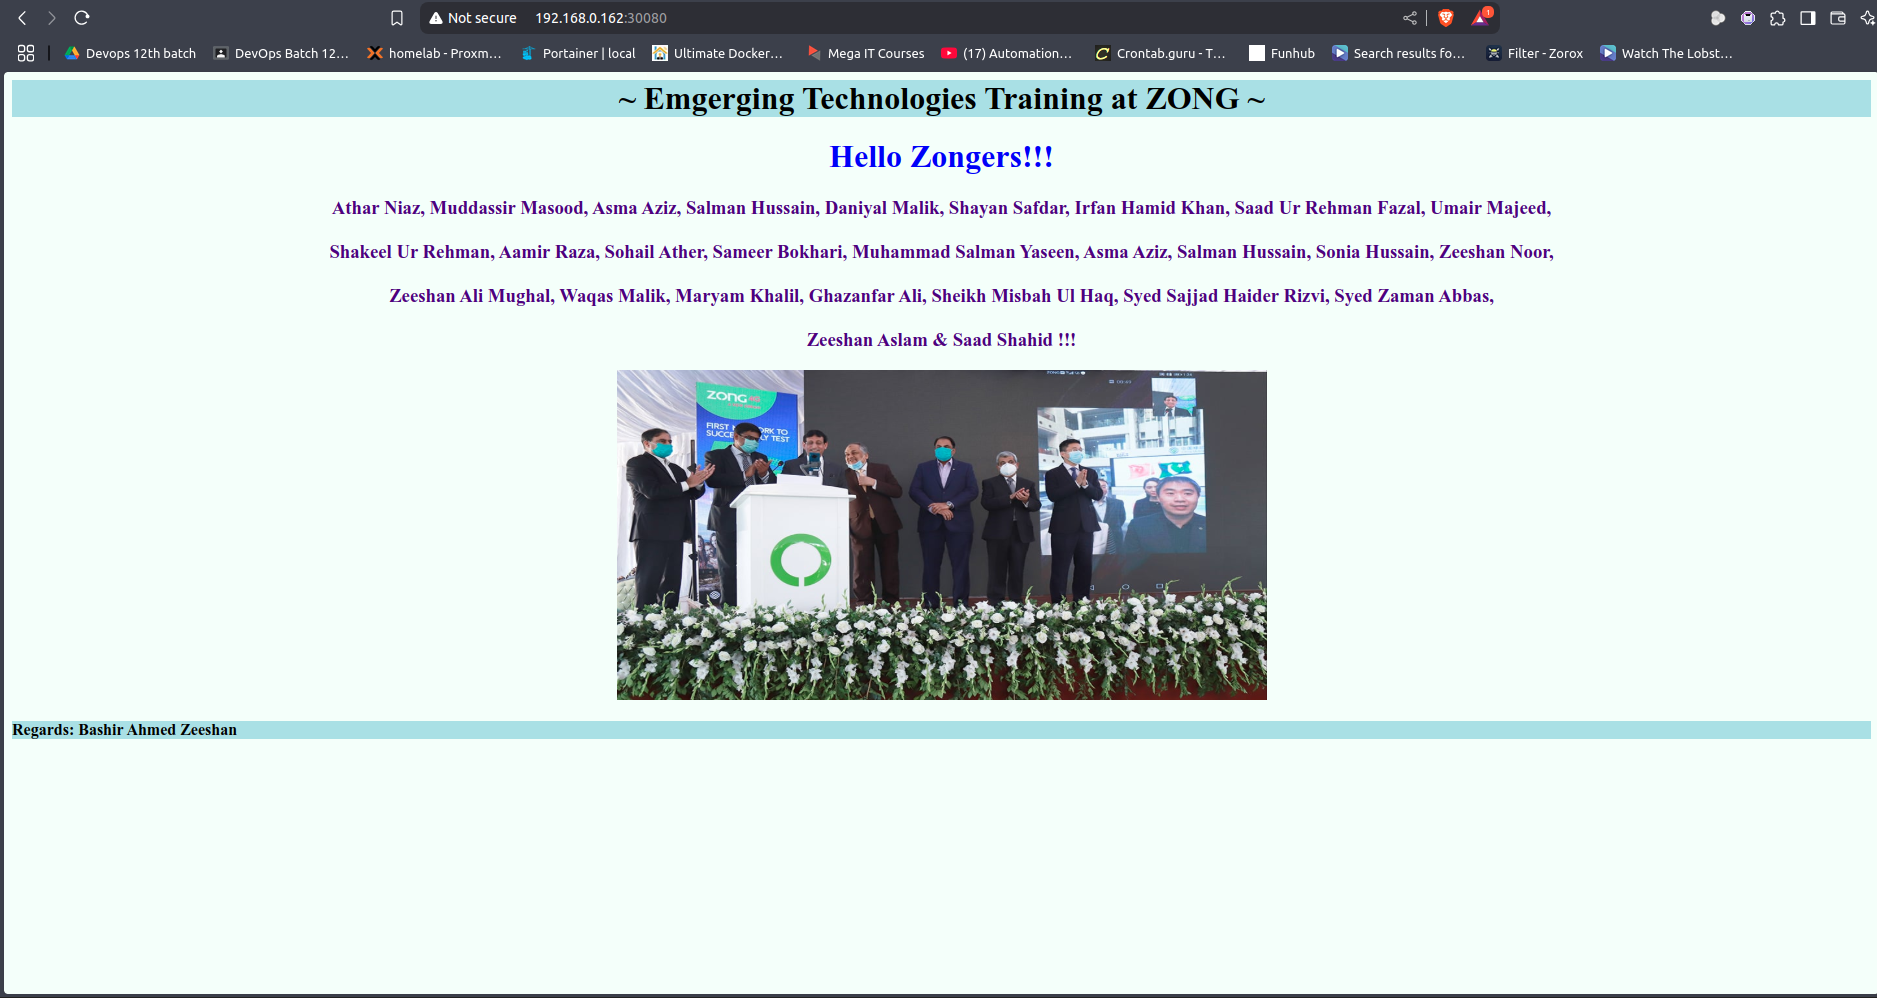 Not secure 192.168.0.162:30080
1
Devops 12th batch DevOps Batch 12... homelab - Proxm... Portainer | local Ultimate Docker... Mega IT Courses (17) Automation... Crontab.guru - T... Funhub Search results fo... Filter - Zorox Watch The Lobst...
~ Emgerging Technologies Training at ZONG ~
Hello Zongers!!!
Athar Niaz, Muddassir Masood, Asma Aziz, Salman Hussain, Daniyal Malik, Shayan Safdar, Irfan Hamid Khan, Saad Ur Rehman Fazal, Umair Majeed,
Shakeel Ur Rehman, Aamir Raza, Sohail Ather, Sameer Bokhari, Muhammad Salman Yaseen, Asma Aziz, Salman Hussain, Sonia Hussain, Zeeshan Noor,
Zeeshan Ali Mughal, Waqas Malik, Maryam Khalil, Ghazanfar Ali, Sheikh Misbah Ul Haq, Syed Sajjad Haider Rizvi, Syed Zaman Abbas,
Zeeshan Aslam & Saad Shahid !!!
ZONG
FIRST TO
TEST
Regards: Bashir Ahmed Zeeshan